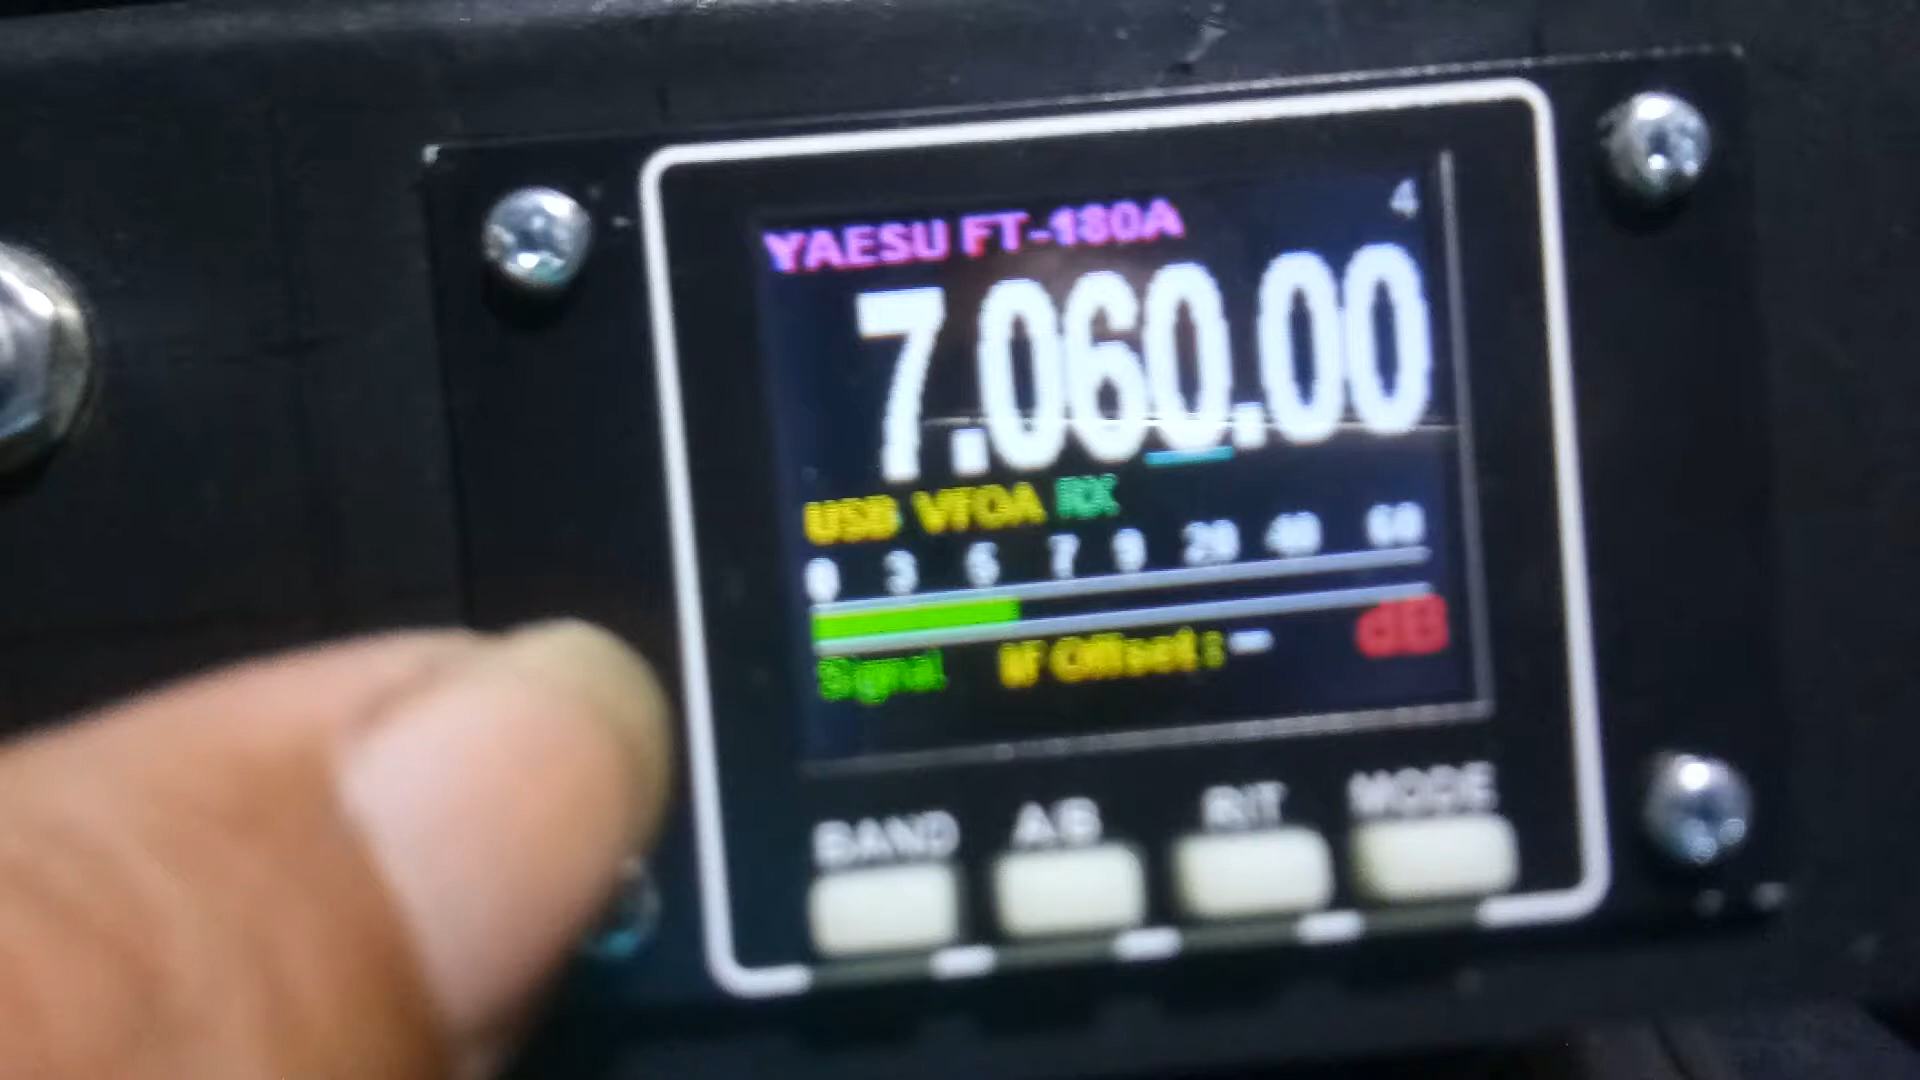 4
YAESU FT-180A
7.060.00
USB VFOA RX
0 3 5 7 9 20 40 60
Signal IF Offset : - dB
BAND A/B RIT MODE